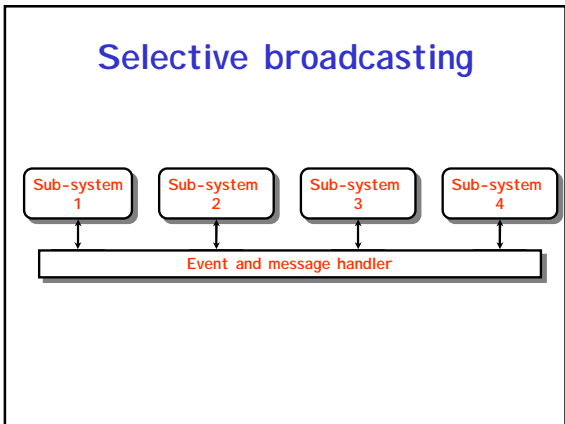 Selective broadcasting
Sub-system
1
Sub-system
2
Sub-system
3
Sub-system
4
Event and message handler